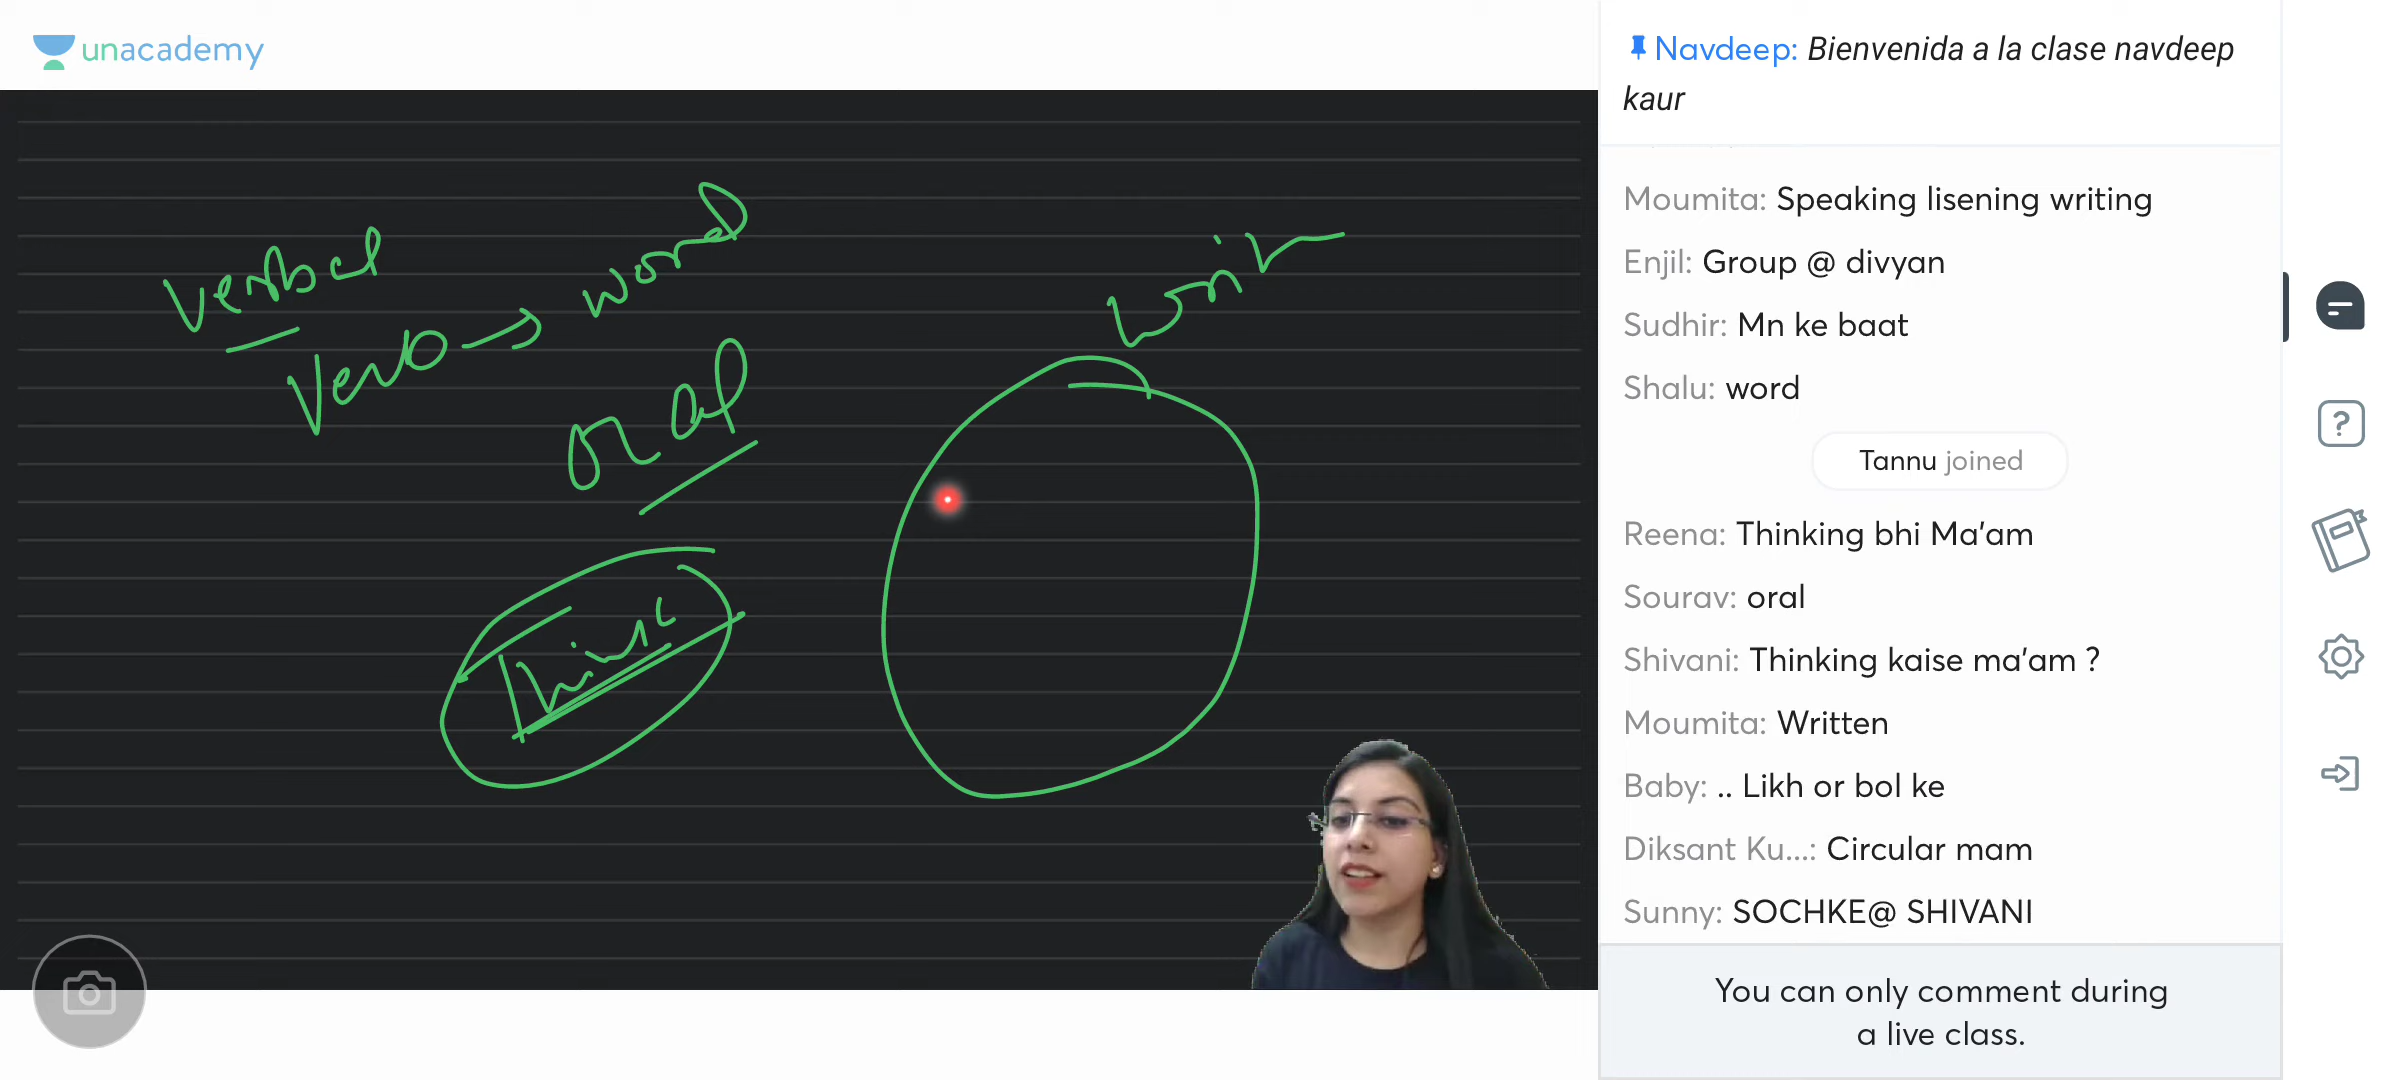 unacademy
verbal
Verb → word
oral
Think
Navdeep: Bienvenida a la clase navdeep
kaur
Moumita: Speaking lisening writing
Enjil: Group @ divyan
Sudhir: Mn ke baat
Shalu: word
Tannu joined
Reena: Thinking bhi Ma'am
Sourav: oral
Shivani: Thinking kaise ma'am ?
Moumita: Written
Baby: .. Likh or bol ke
Diksant Ku...: Circular mam
Sunny: SOCHKE@ SHIVANI
You can only comment during
a live class.